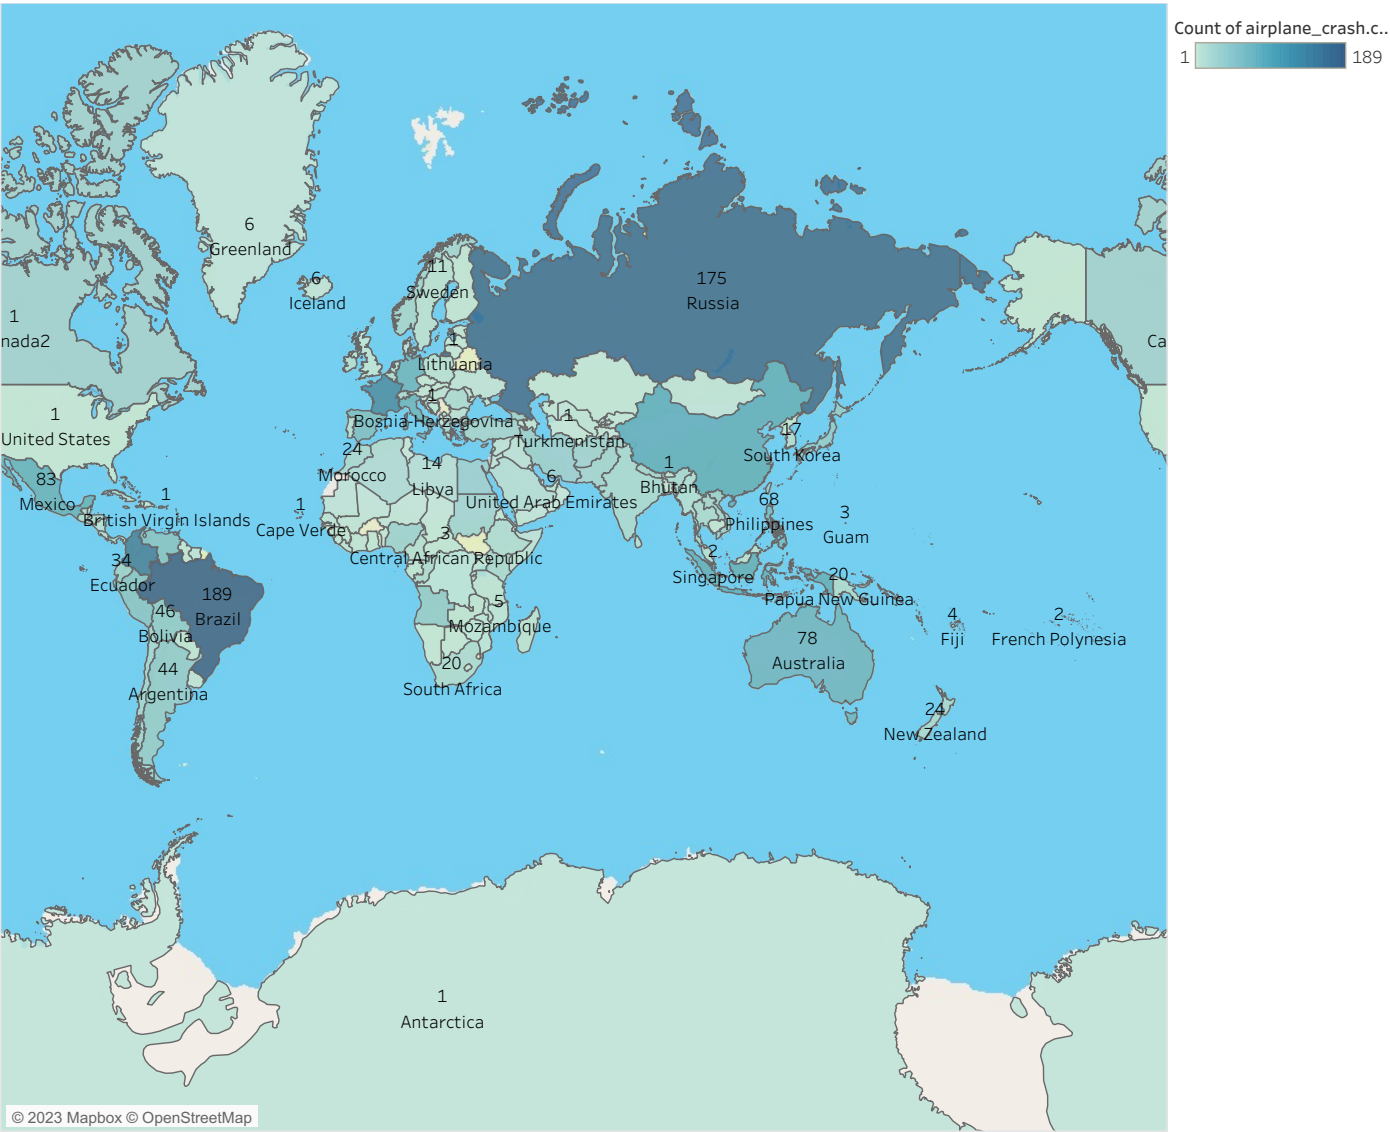 Count of airplane_crash.c..
1
189
6
Greenland
6
Iceland
11
Sweden
175
Russia
1
nada2
Ca
1
Lithuania
1
United States
1
Bosnia-Herzegovina
1
Turkmenistan
17
South Korea
83
Mexico
24
Morocco
14
Libya
6
United Arab Emirates
1
Bhutan
1
British Virgin Islands
1
Cape Verde
68
Philippines
3
Guam
3
Central African Republic
34
Ecuador
2
Singapore
20
Papua New Guinea
189
Brazil
46
Bolivia
5
Mozambique
4
Fiji
2
French Polynesia
78
Australia
44
Argentina
20
South Africa
24
New Zealand
1
Antarctica
© 2023 Mapbox © OpenStreetMap